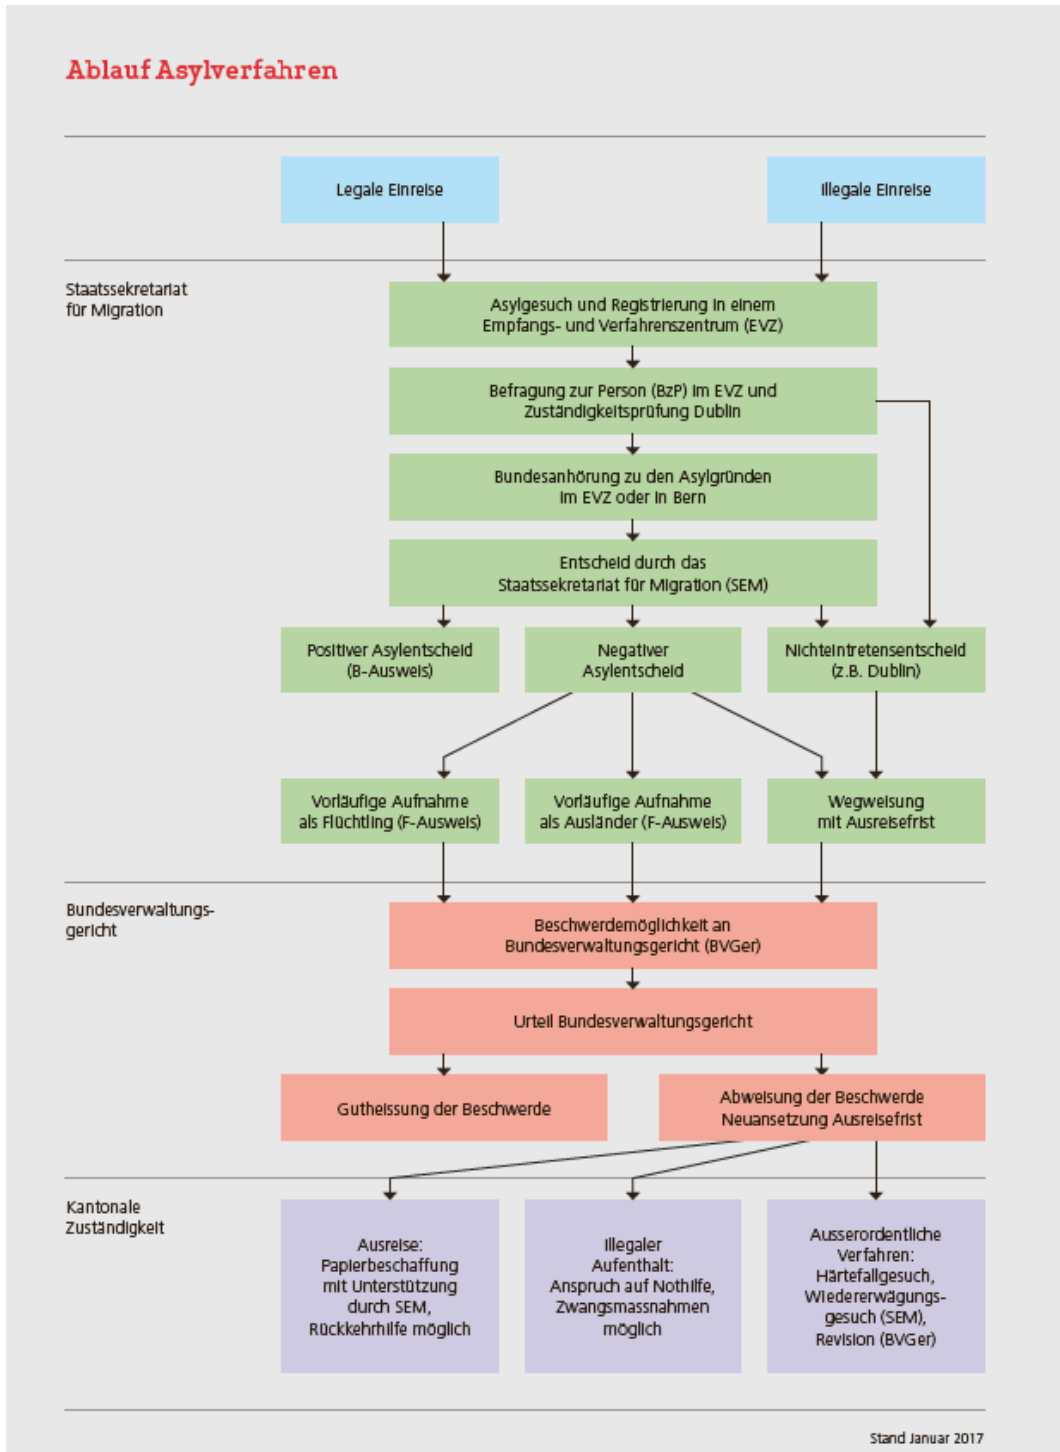 Ablauf Asylverfahren
Legale Einreise
Illegale Einreise
Staatssekretariat
für Migration
Asylgesuch und Registrierung in einem
Empfangs- und Verfahrenszentrum (EVZ)
Befragung zur Person (BzP) im EVZ und
Zuständigkeitsprüfung Dublin
Bundesanhörung zu den Asylgründen
im EVZ oder in Bern
Entscheid durch das
Staatssekretariat für Migration (SEM)
Positiver Asylentscheid
(B-Ausweis)
Negativer
Asylentscheid
Nichteintretensentscheid
(z.B. Dublin)
Vorläufige Aufnahme
als Flüchtling (F-Ausweis)
Vorläufige Aufnahme
als Ausländer (F-Ausweis)
Wegweisung
mit Ausreisefrist
Bundesverwaltungs-
gericht
Beschwerdemöglichkeit an
Bundesverwaltungsgericht (BVGer)
Urteil Bundesverwaltungsgericht
Gutheissung der Beschwerde
Abweisung der Beschwerde
Neuansetzung Ausreisefrist
Kantonale
Zuständigkeit
Ausreise:
Papierbeschaffung
mit Unterstützung
durch SEM,
Rückkehrhilfe möglich
Illegaler
Aufenthalt:
Anspruch auf Nothilfe,
Zwangsmassnahmen
möglich
Ausserordentliche
Verfahren:
Härtefallgesuch,
Wiedererwägungs-
gesuch (SEM),
Revision (BVGer)
Stand Januar 2017